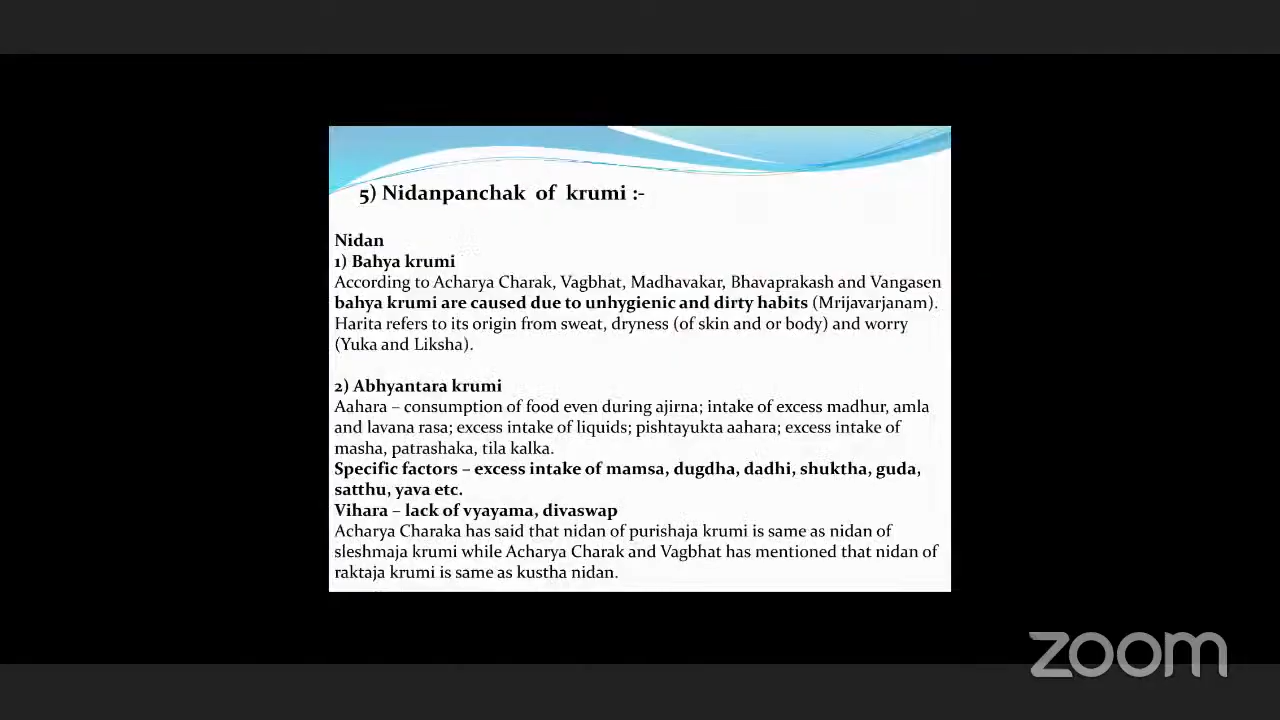 5) Nidanpanchak of krumi :-
Nidan
1) Bahya krumi
According to Acharya Charak, Vagbhat, Madhavakar, Bhavaprakash and Vangasen
bahya krumi are caused due to unhygienic and dirty habits (Mrijavarjanam).
Harita refers to its origin from sweat, dryness (of skin and or body) and worry
(Yuka and Liksha).
2) Abhyantara krumi
Aahara – consumption of food even during ajirna; intake of excess madhur, amla
and lavana rasa; excess intake of liquids; pishtayukta aahara; excess intake of
masha, patrashaka, tila kalka.
Specific factors – excess intake of mamsa, dugdha, dadhi, shuktha, guda,
satthu, yava etc.
Vihara – lack of vyayama, divaswap
Acharya Charaka has said that nidan of purishaja krumi is same as nidan of
sleshmaja krumi while Acharya Charak and Vagbhat has mentioned that nidan of
raktaja krumi is same as kustha nidan.
zoom